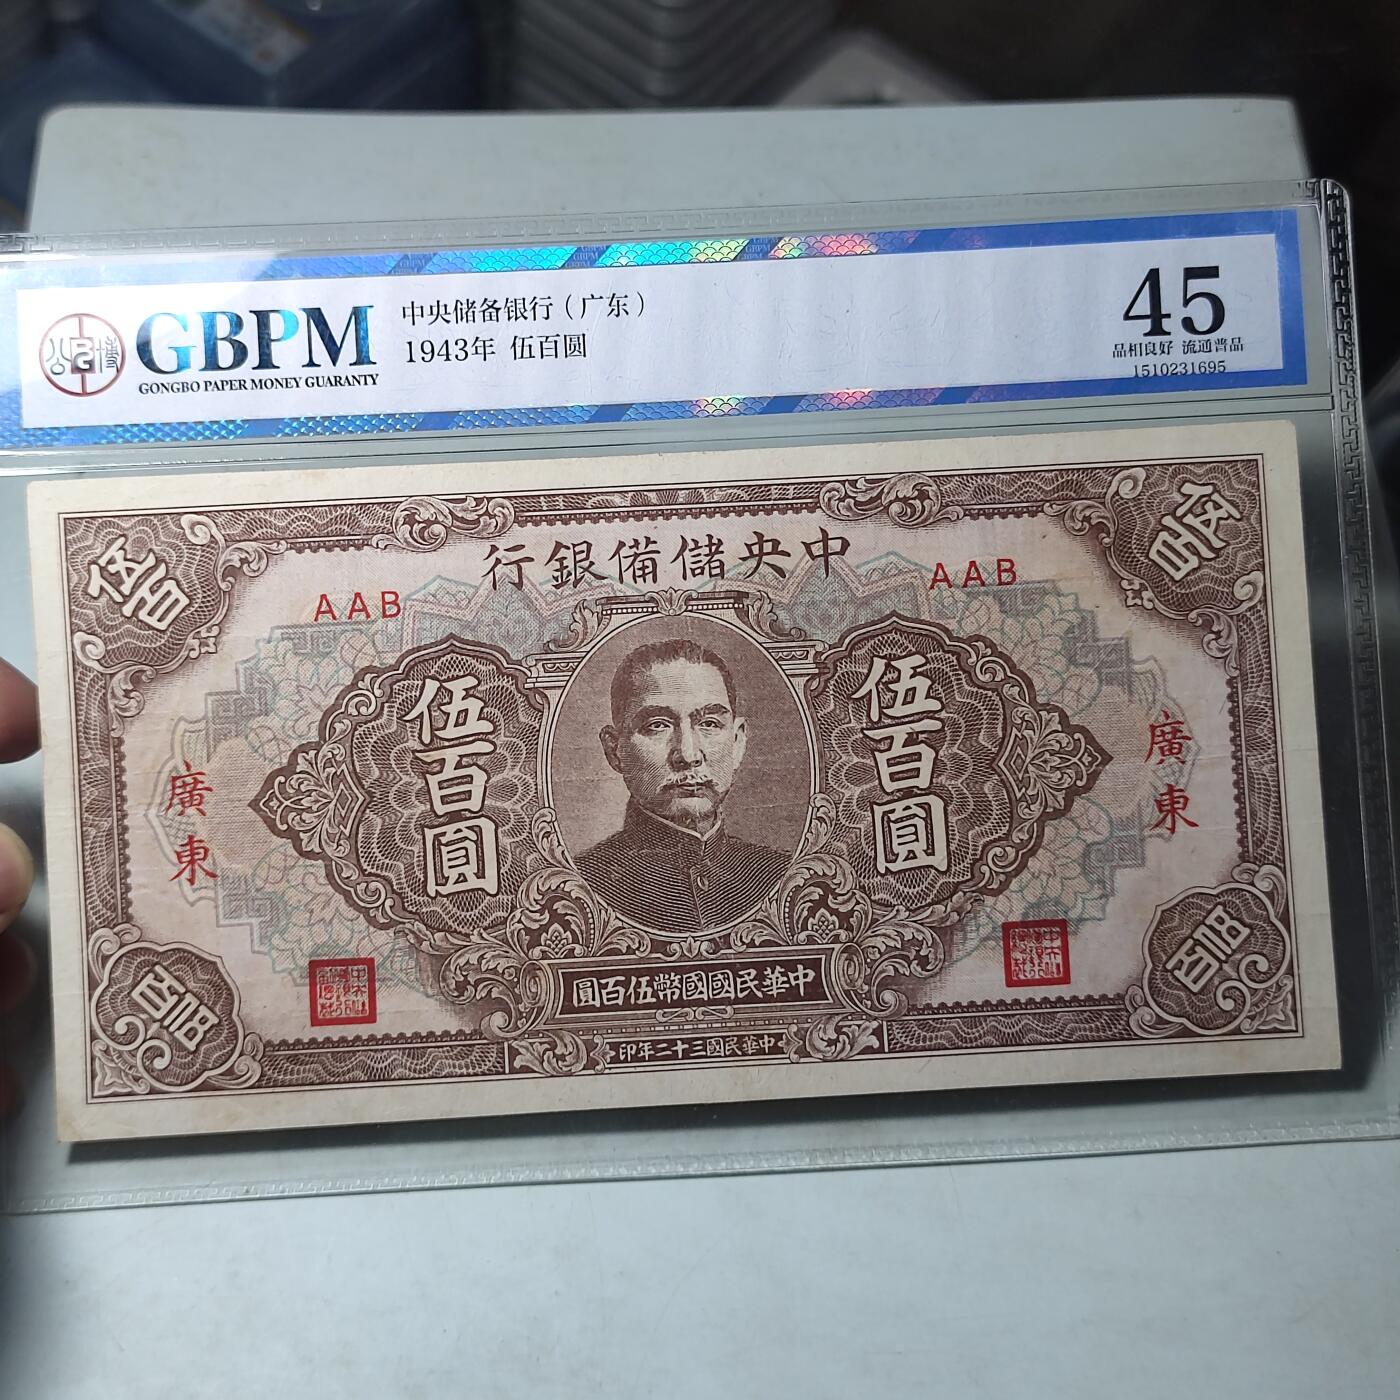 GBPM
GONGBO PAPER MONEY GUARANTY
中央储备银行（广东）
1943年 伍百圆
45
品相良好 流通普品
1510231695
伍百
伍百
中央儲備銀行
AAB
AAB
伍百圓
伍百圓
廣東
廣東
中華民國國幣伍百圓
中華民國三十二年印
伍百
伍百